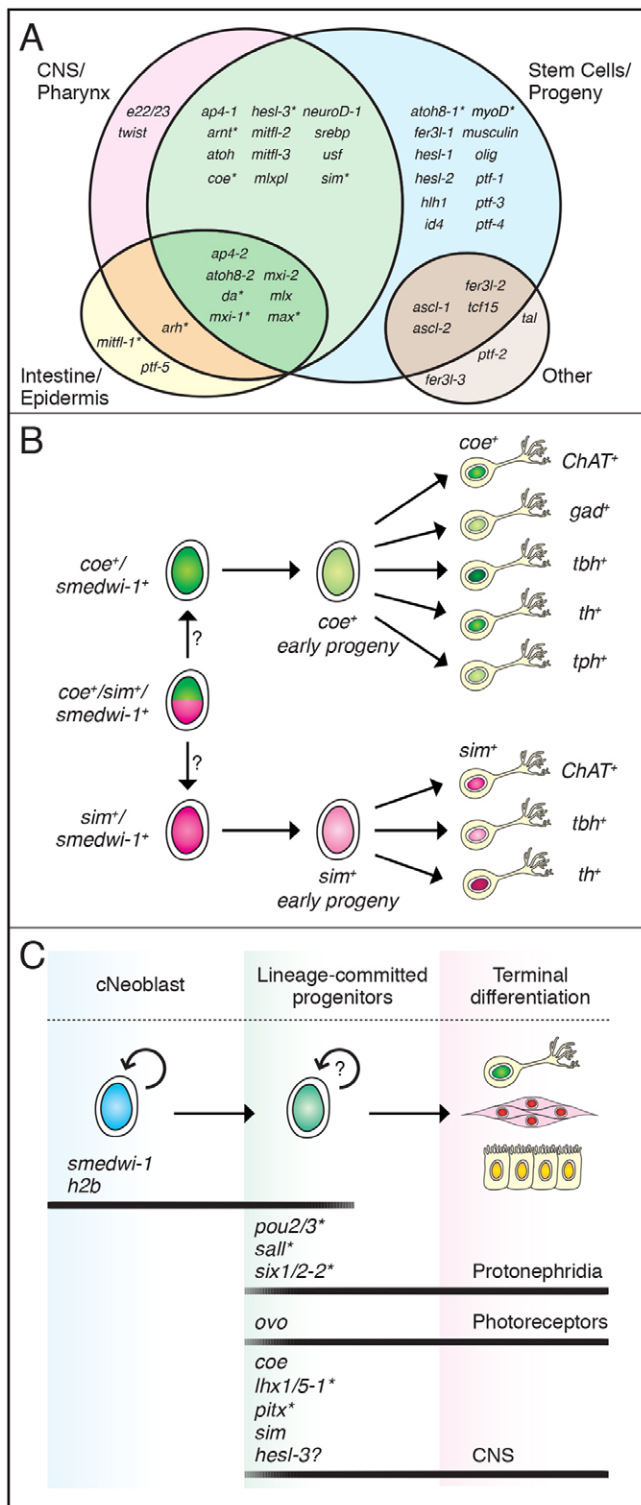 A
CNS/
Pharynx
Stem Cells/
Progeny
e22/23
twist
ap4-1 hesl-3* neuroD-1
arnt* mitfl-2 srebp
atoh mitfl-3 usf
coe* mlxpl sim*
atoh8-1* myoD*
fer3l-1 musculin
hesl-1 olig
hesl-2 ptf-1
hlh1 ptf-3
id4 ptf-4
ap4-2
atoh8-2 mxi-2
da* mlx
mxi-1* max*
arh*
mitfl-1*
ptf-5
Intestine/
Epidermis
fer3l-2
ascl-1 tcf15
ascl-2
tal
ptf-2
fer3l-3
Other
B
coe+/
smedwi-1+
coe+
early progeny
coe+
ChAT+
gad+
tbh+
th+
tph+
?
coe+/sim+/
smedwi-1+
?
sim+/
smedwi-1+
sim+
early progeny
sim+
ChAT+
tbh+
th+
C
cNeoblast
Lineage-committed
progenitors
Terminal
differentiation
?
smedwi-1
h2b
pou2/3*
sall*
six1/2-2* Protonephridia
ovo Photoreceptors
coe
lhx1/5-1*
pitx*
sim
hesl-3? CNS